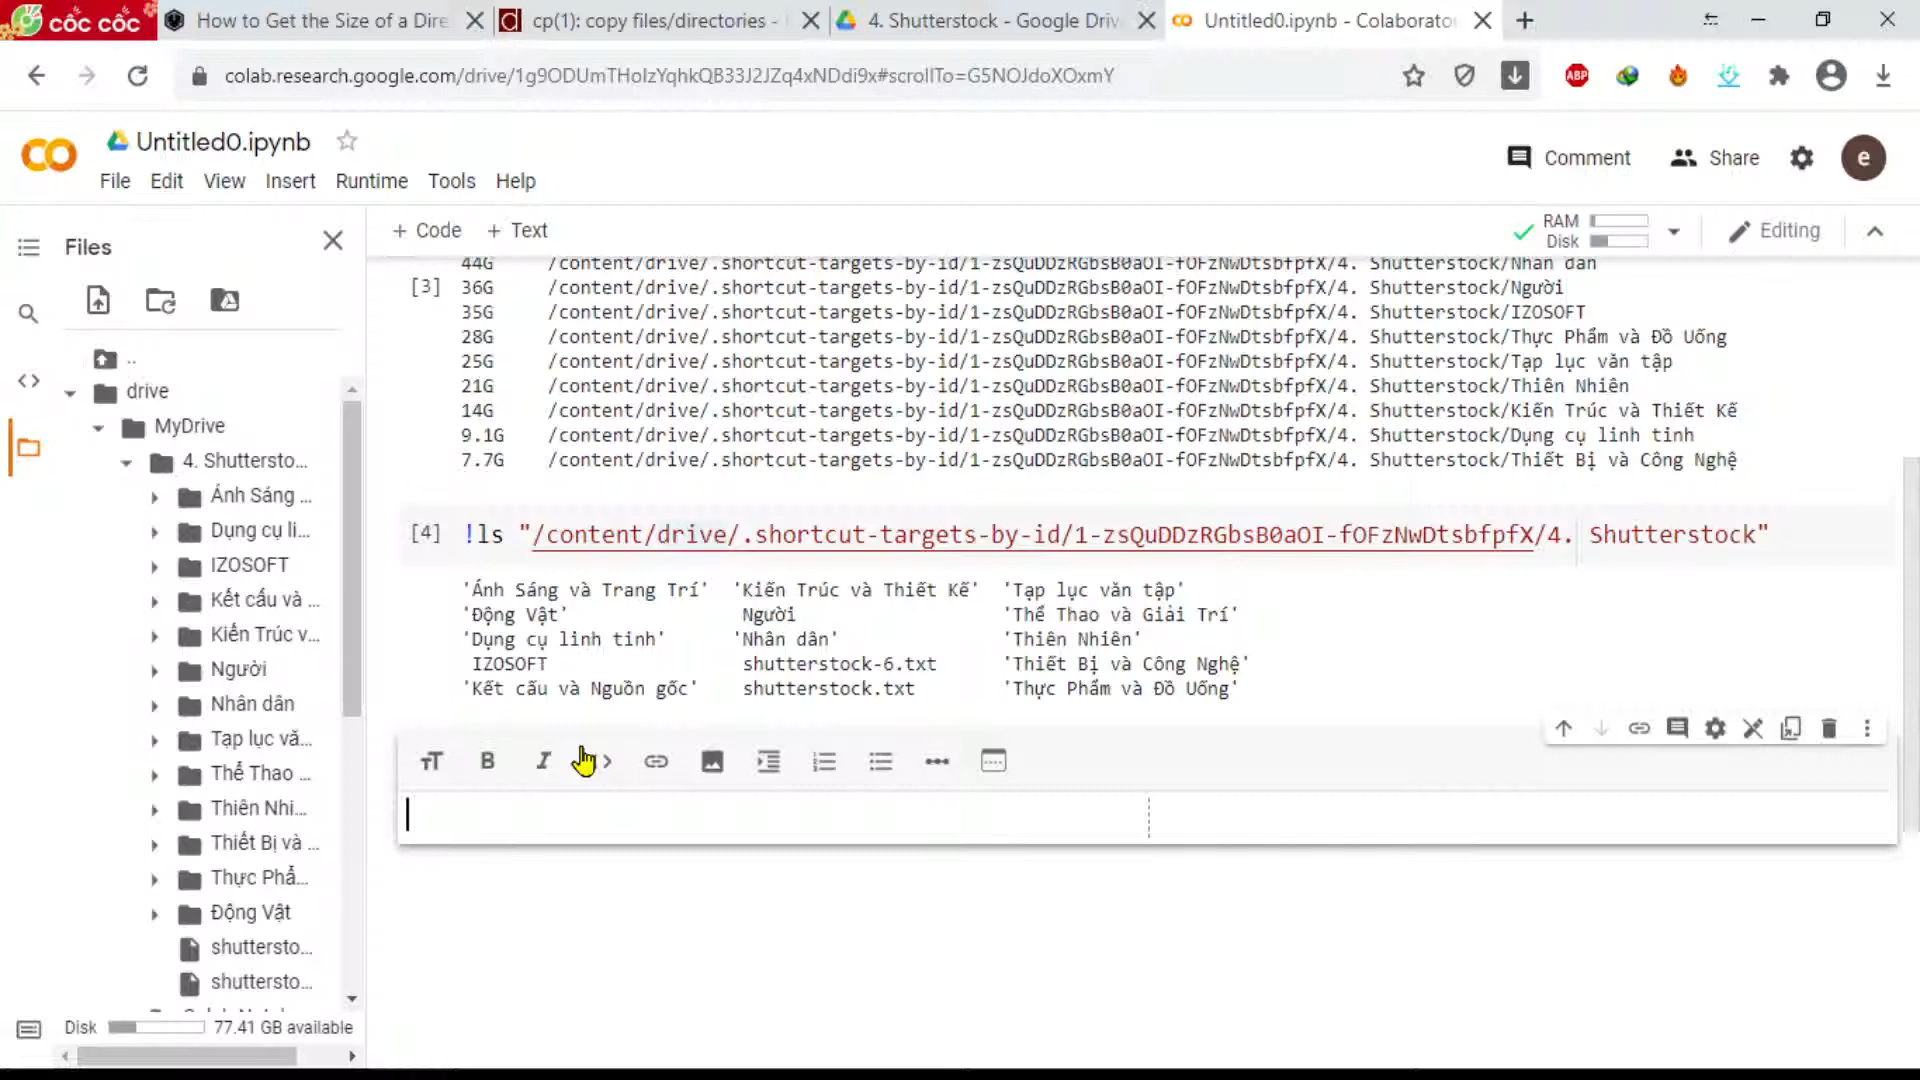 cốc cốc
How to Get the Size of a Dire
cp(1): copy files/directories -
4. Shutterstock - Google Driv
Untitled0.ipynb - Colaborato
colab.research.google.com/drive/1g9ODUmTHoIzYqhkQB33J2JZq4xNDdi9x#scrollTo=G5NOJdoXOxmY
ABP
CO
Untitled0.ipynb
Comment
Share
e
File Edit View Insert Runtime Tools Help
Files
+ Code + Text
RAM
Disk
Editing
..
drive
MyDrive
4. Shuttersto...
Ánh Sáng ...
Dụng cụ li...
IZOSOFT
Kết cấu và ...
Kiến Trúc v...
Người
Nhân dân
Tạp lục vă...
Thể Thao ...
Thiên Nhi...
Thiết Bị và ...
Thực Phẩ...
Động Vật
shuttersto...
shuttersto...
Disk 77.41 GB available
44G /content/drive/.shortcut-targets-by-id/1-zsQuDDzRGbsB0aOI-fOFzNwDtsbfpfX/4. Shutterstock/Nhân dân
[3] 36G /content/drive/.shortcut-targets-by-id/1-zsQuDDzRGbsB0aOI-fOFzNwDtsbfpfX/4. Shutterstock/Người
35G /content/drive/.shortcut-targets-by-id/1-zsQuDDzRGbsB0aOI-fOFzNwDtsbfpfX/4. Shutterstock/IZOSOFT
28G /content/drive/.shortcut-targets-by-id/1-zsQuDDzRGbsB0aOI-fOFzNwDtsbfpfX/4. Shutterstock/Thực Phẩm và Đồ Uống
25G /content/drive/.shortcut-targets-by-id/1-zsQuDDzRGbsB0aOI-fOFzNwDtsbfpfX/4. Shutterstock/Tạp lục văn tập
21G /content/drive/.shortcut-targets-by-id/1-zsQuDDzRGbsB0aOI-fOFzNwDtsbfpfX/4. Shutterstock/Thiên Nhiên
14G /content/drive/.shortcut-targets-by-id/1-zsQuDDzRGbsB0aOI-fOFzNwDtsbfpfX/4. Shutterstock/Kiến Trúc và Thiết Kế
9.1G /content/drive/.shortcut-targets-by-id/1-zsQuDDzRGbsB0aOI-fOFzNwDtsbfpfX/4. Shutterstock/Dụng cụ linh tinh
7.7G /content/drive/.shortcut-targets-by-id/1-zsQuDDzRGbsB0aOI-fOFzNwDtsbfpfX/4. Shutterstock/Thiết Bị và Công Nghệ
[4] !ls "/content/drive/.shortcut-targets-by-id/1-zsQuDDzRGbsB0aOI-fOFzNwDtsbfpfX/4. Shutterstock"
'Ánh Sáng và Trang Trí' 'Kiến Trúc và Thiết Kế' 'Tạp lục văn tập'
'Động Vật' Người 'Thể Thao và Giải Trí'
'Dụng cụ linh tinh' 'Nhân dân' 'Thiên Nhiên'
IZOSOFT shutterstock-6.txt 'Thiết Bị và Công Nghệ'
'Kết cấu và Nguồn gốc' shutterstock.txt 'Thực Phẩm và Đồ Uống'